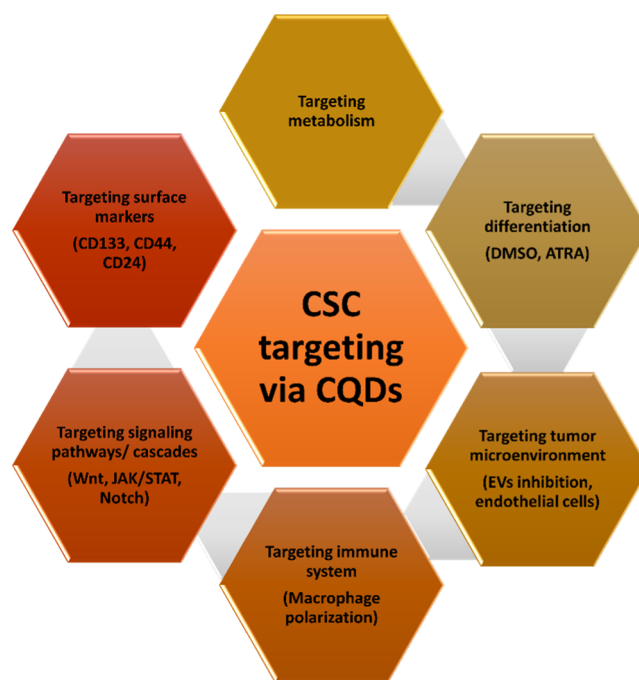 Targeting
metabolism
Targeting
differentiation
(DMSO, ATRA)
Targeting tumor
microenvironment
(EVs inhibition,
endothelial cells)
Targeting immune
system
(Macrophage
polarization)
Targeting signaling
pathways/ cascades
(Wnt, JAK/STAT,
Notch)
Targeting surface
markers
(CD133, CD44,
CD24)
CSC
targeting
via CQDs